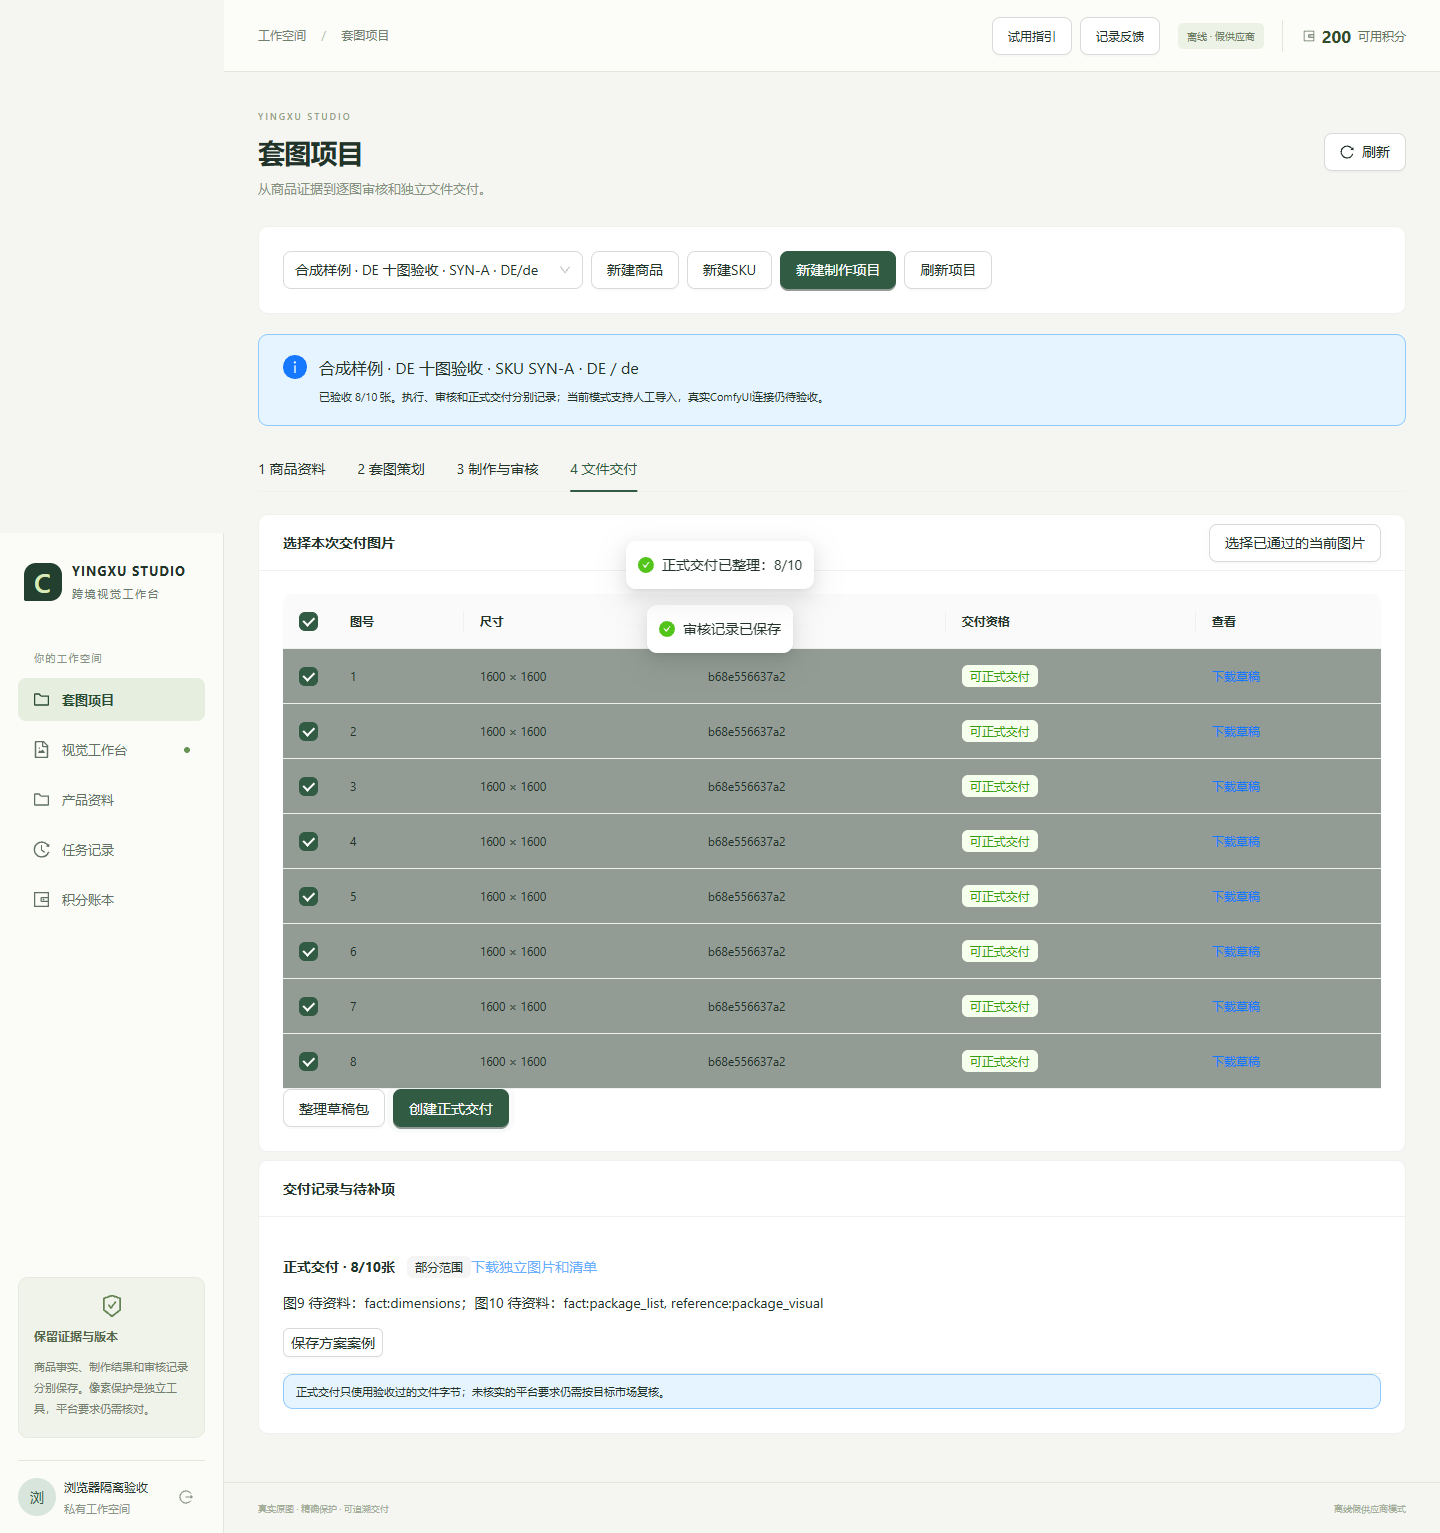 工作空间 / 套图项目
试用指引
记录反馈
离线 · 假供应商
200 可用积分
YINGXU STUDIO
套图项目
从商品证据到逐图审核和独立文件交付。
刷新
合成样例 · DE 十图验收 · SYN-A · DE/de
新建商品
新建SKU
新建制作项目
刷新项目
合成样例 · DE 十图验收 · SKU SYN-A · DE / de
已验收 8/10 张。执行、审核和正式交付分别记录；当前模式支持人工导入，真实ComfyUI连接仍待验收。
1 商品资料
2 套图策划
3 制作与审核
4 文件交付
选择本次交付图片
选择已通过的当前图片
正式交付已整理：8/10
审核记录已保存
图号 尺寸 交付资格 查看
1 1600 × 1600 b68e556637a2 可正式交付 下载草稿
2 1600 × 1600 b68e556637a2 可正式交付 下载草稿
3 1600 × 1600 b68e556637a2 可正式交付 下载草稿
4 1600 × 1600 b68e556637a2 可正式交付 下载草稿
5 1600 × 1600 b68e556637a2 可正式交付 下载草稿
6 1600 × 1600 b68e556637a2 可正式交付 下载草稿
7 1600 × 1600 b68e556637a2 可正式交付 下载草稿
8 1600 × 1600 b68e556637a2 可正式交付 下载草稿
整理草稿包
创建正式交付
交付记录与待补项
正式交付 · 8/10张 部分范围 下载独立图片和清单
图9 待资料：fact:dimensions；图10 待资料：fact:package_list, reference:package_visual
保存方案案例
正式交付只使用验收过的文件字节；未核实的平台要求仍需按目标市场复核。
C
YINGXU STUDIO
跨境视觉工作台
你的工作空间
套图项目
视觉工作台
产品资料
任务记录
积分账本
保留证据与版本
商品事实、制作结果和审核记录
分别保存。像素保护是独立工
具，平台要求仍需核对。
浏
浏览器隔离验收
私有工作空间
真实原图 · 精确保护 · 可追溯交付
离线假供应商模式